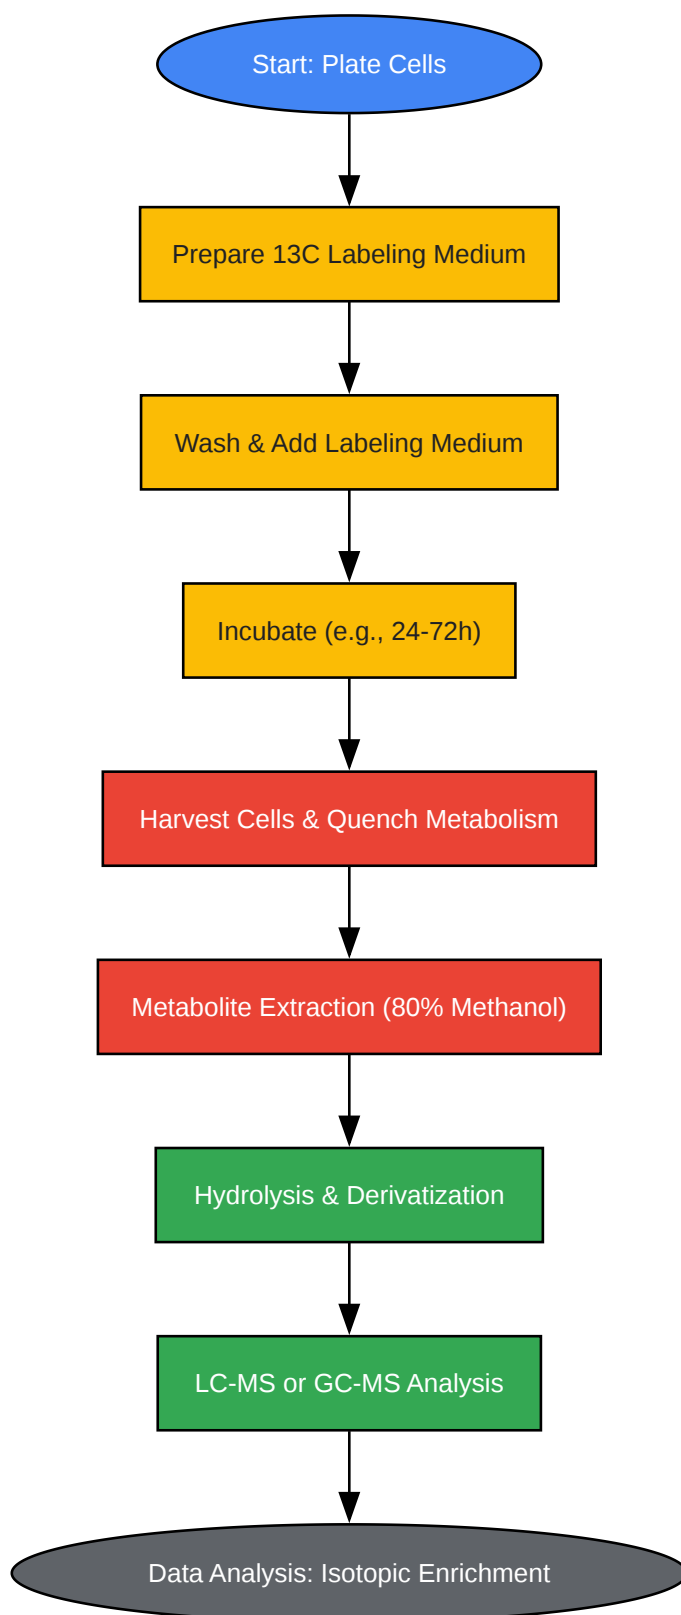 Start: Plate Cells
Prepare 13C Labeling Medium
Wash & Add Labeling Medium
Incubate (e.g., 24-72h)
Harvest Cells & Quench Metabolism
Metabolite Extraction (80% Methanol)
Hydrolysis & Derivatization
LC-MS or GC-MS Analysis
Data Analysis: Isotopic Enrichment